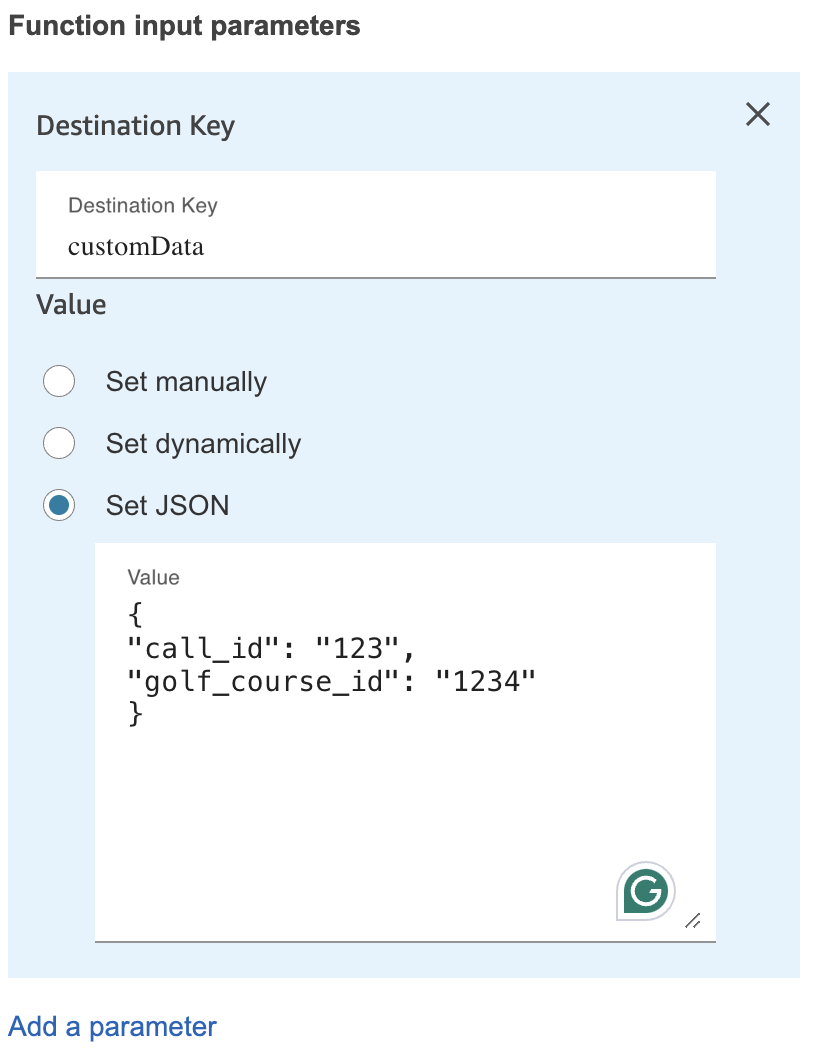 Function input parameters
Destination Key
Destination Key
customData
Value
Set manually
Set dynamically
Set JSON
Value
{
"call_id": "123",
"golf_course_id": "1234"
}
G
Add a parameter